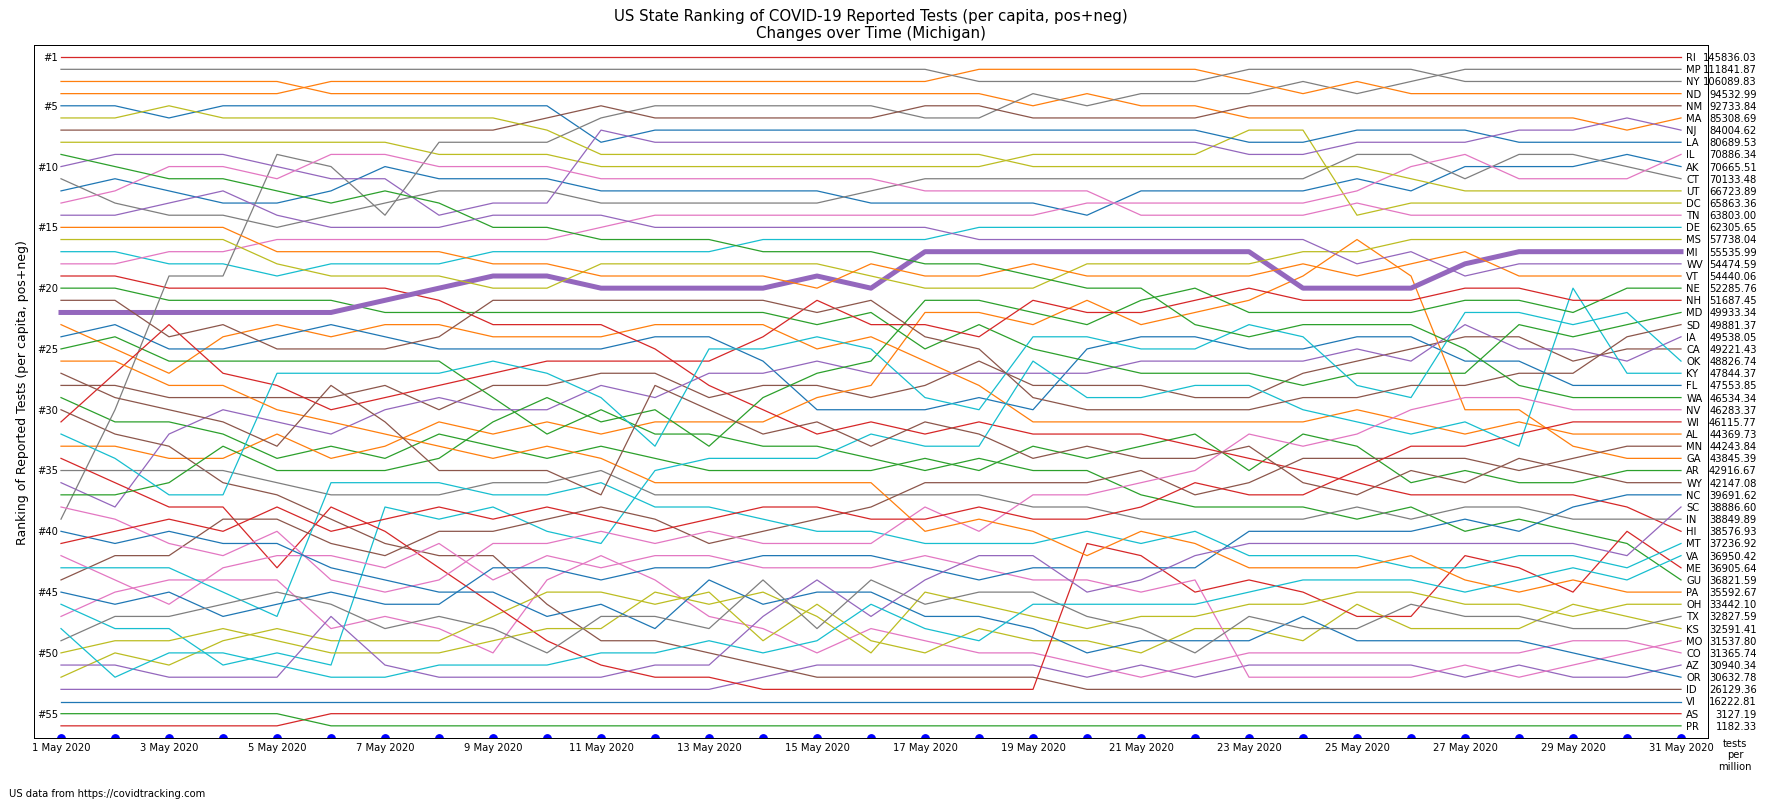 US State Ranking of COVID-19 Reported Tests (per capita, pos+neg)
Changes over Time (Michigan)
Ranking of Reported Tests (per capita, pos+neg)
#1
#5
#10
#15
#20
#25
#30
#35
#40
#45
#50
#55
RI 145836.03
MP 111841.87
NY 106089.83
ND 94532.99
NM 92733.84
MA 85308.69
NJ 84004.62
LA 80689.53
IL 70886.34
AK 70665.51
CT 70133.48
UT 66723.89
DC 65863.36
TN 63803.00
DE 62305.65
MS 57738.04
MI 55535.99
WV 54474.59
VT 54440.06
NE 52285.76
NH 51687.45
MD 49933.34
SD 49881.37
IA 49538.05
CA 49221.43
OK 48826.74
KY 47844.37
FL 47553.85
WA 46534.34
NV 46283.37
WI 46115.77
AL 44369.73
MN 44243.84
GA 43845.39
AR 42916.67
WY 42147.08
NC 39691.62
SC 38886.60
IN 38849.89
HI 38576.93
MT 37236.92
VA 36950.42
ME 36905.64
GU 36821.59
PA 35592.67
OH 33442.10
TX 32827.59
KS 32591.41
MO 31537.80
CO 31365.74
AZ 30940.34
OR 30632.78
ID 26129.36
VI 16222.81
AS 3127.19
PR 1182.33
1 May 2020 3 May 2020 5 May 2020 7 May 2020 9 May 2020 11 May 2020 13 May 2020 15 May 2020 17 May 2020 19 May 2020 21 May 2020 23 May 2020 25 May 2020 27 May 2020 29 May 2020 31 May 2020
tests
per
million
US data from https://covidtracking.com